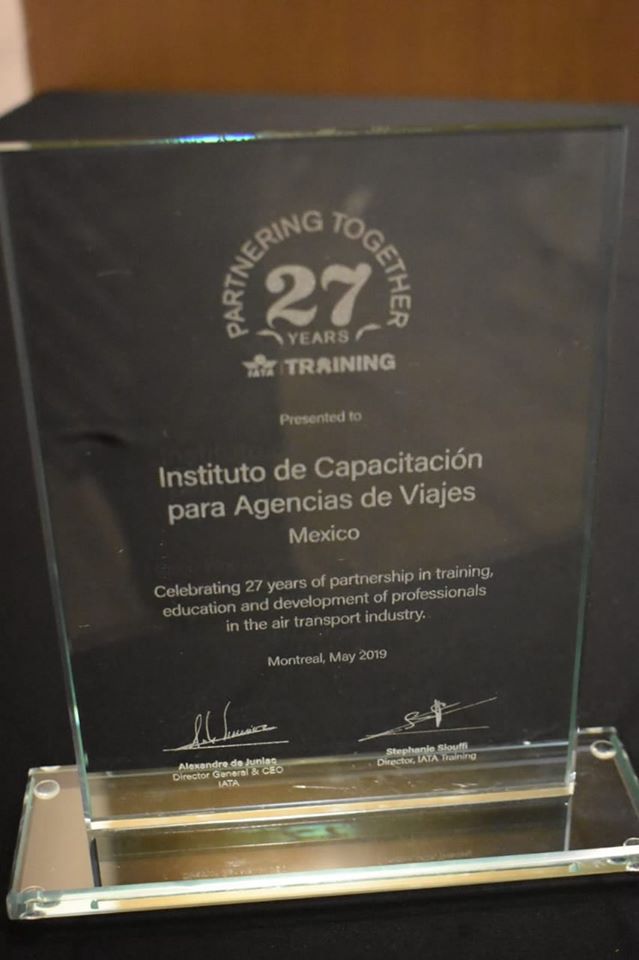 PARTNERING TOGETHER
27
YEARS
IATA TRAINING
Presented to
Instituto de Capacitación
para Agencias de Viajes
Mexico
Celebrating 27 years of partnership in training,
education and development of professionals
in the air transport industry.
Montreal, May 2019
Alexandre de Juniac
Director General & CEO
IATA
Stephanie Siouffi
Director, IATA Training